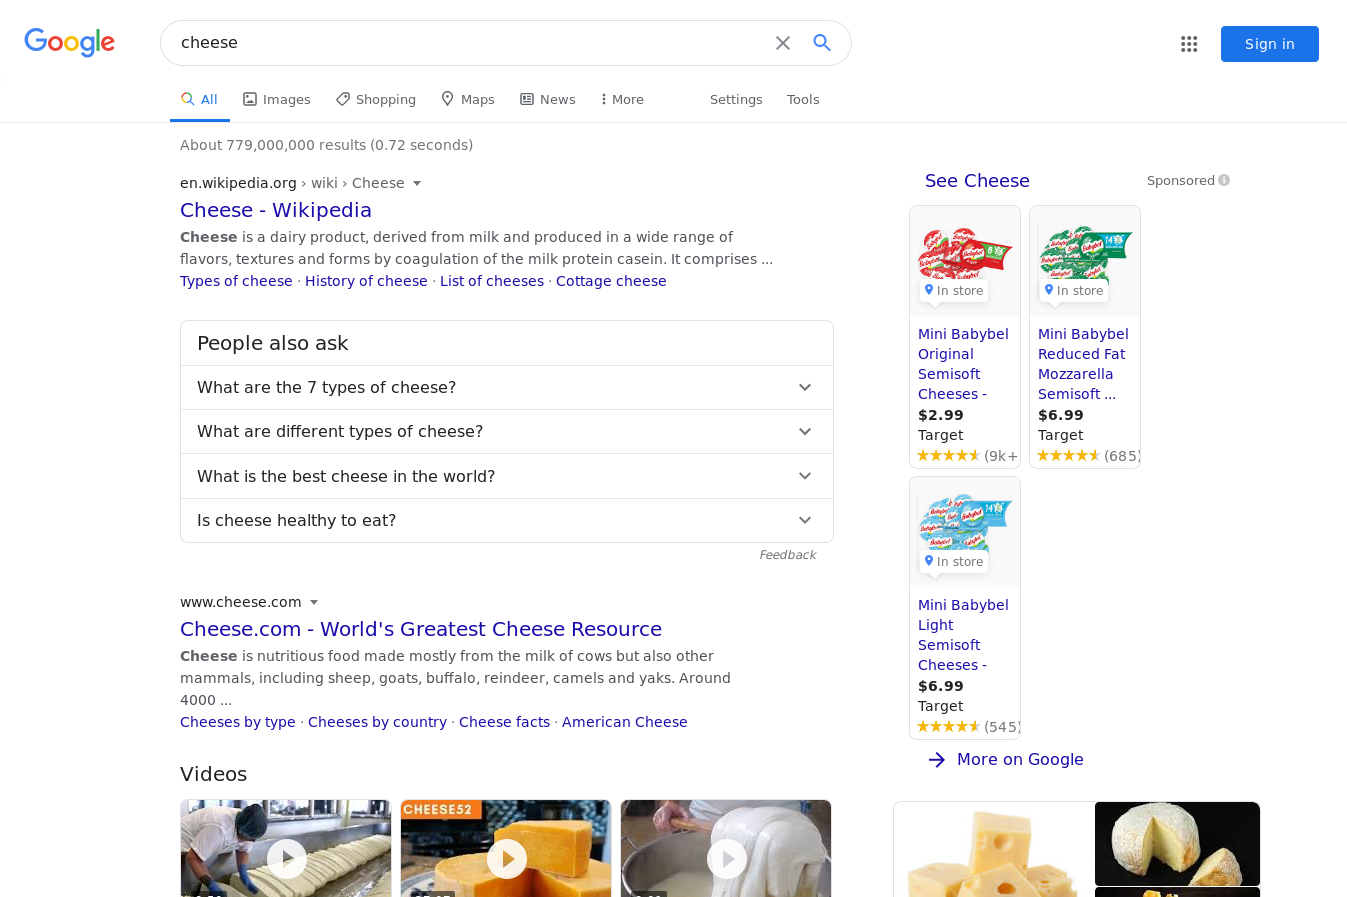 Google
cheese
Sign in
All
Images
Shopping
Maps
News
More
Settings
Tools
About 779,000,000 results (0.72 seconds)
en.wikipedia.org › wiki › Cheese
Cheese - Wikipedia
Cheese is a dairy product, derived from milk and produced in a wide range of
flavors, textures and forms by coagulation of the milk protein casein. It comprises ...
Types of cheese · History of cheese · List of cheeses · Cottage cheese
People also ask
What are the 7 types of cheese?
What are different types of cheese?
What is the best cheese in the world?
Is cheese healthy to eat?
Feedback
www.cheese.com
Cheese.com - World's Greatest Cheese Resource
Cheese is nutritious food made mostly from the milk of cows but also other
mammals, including sheep, goats, buffalo, reindeer, camels and yaks. Around
4000 ...
Cheeses by type · Cheeses by country · Cheese facts · American Cheese
Videos
CHEESE52
See Cheese
Sponsored
In store
Mini Babybel
Original
Semisoft
Cheeses -
$2.99
Target
(9k+
In store
Mini Babybel
Reduced Fat
Mozzarella
Semisoft ...
$6.99
Target
(685)
In store
Mini Babybel
Light
Semisoft
Cheeses -
$6.99
Target
(545)
More on Google